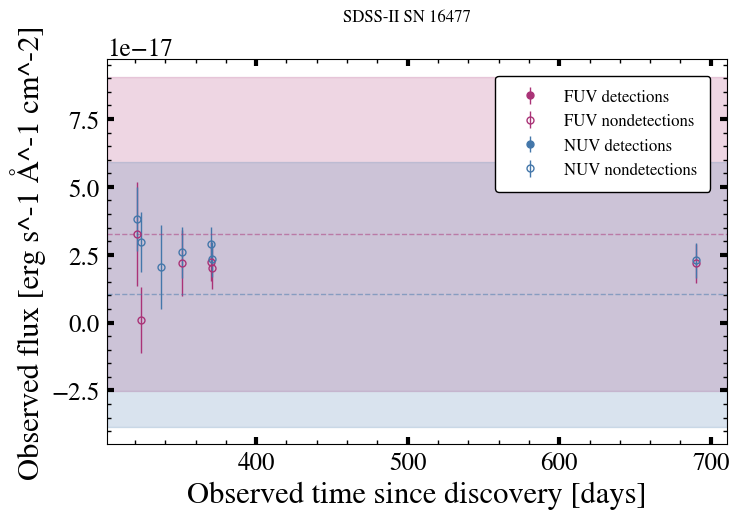 SDSS-II SN 16477
1e−17
Observed flux [erg s^-1 Å^-1 cm^-2]
7.5
5.0
2.5
0.0
−2.5
FUV detections
FUV nondetections
NUV detections
NUV nondetections
400
500
600
700
Observed time since discovery [days]